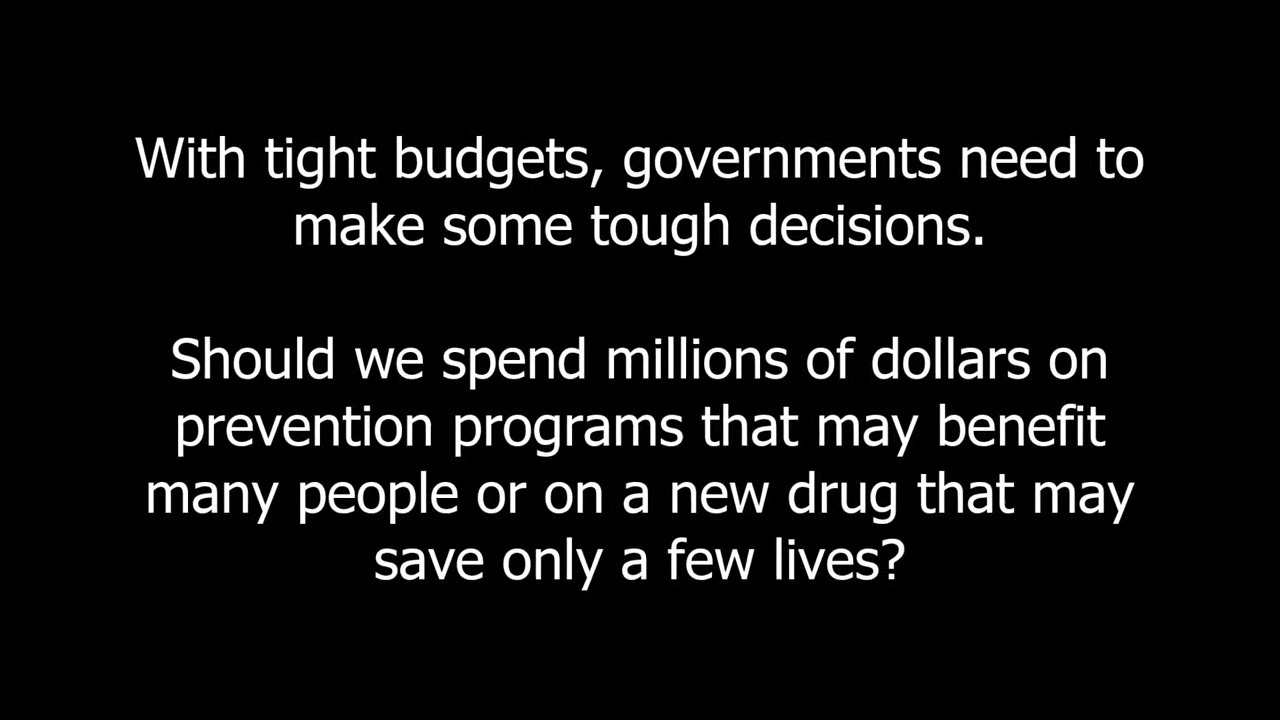 With tight budgets, governments need to
make some tough decisions.
Should we spend millions of dollars on
prevention programs that may benefit
many people or on a new drug that may
save only a few lives?